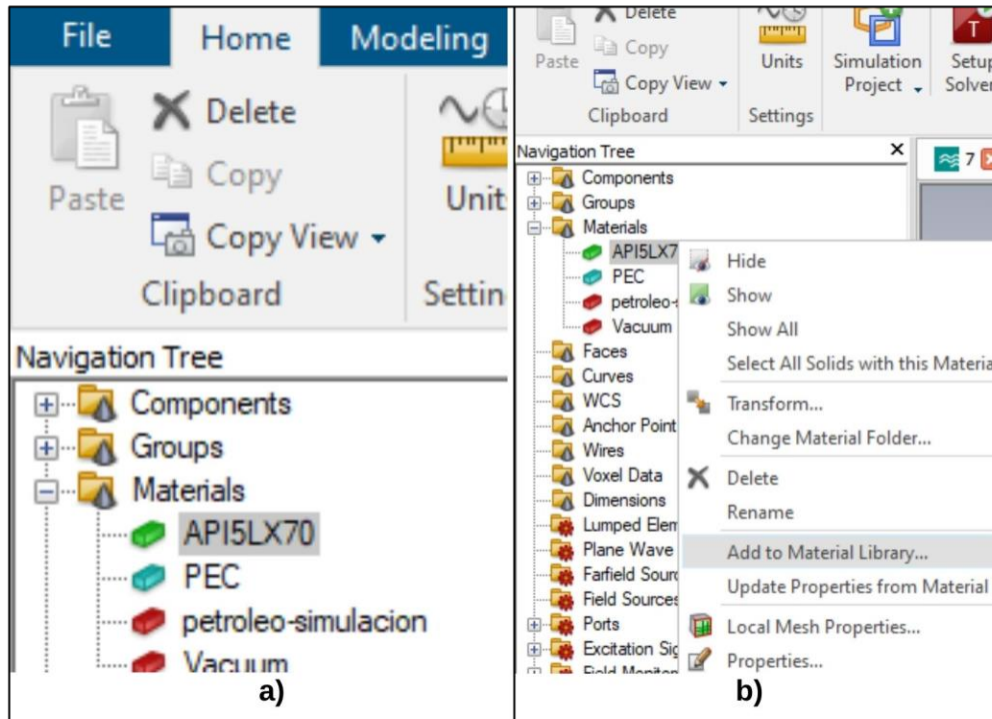 File Home Modeling
Delete
Copy
Paste
Copy View
Clipboard
Navigation Tree
Components
Groups
Materials
API5LX70
PEC
petroleo-simulacion
Vacuum
a)
Delete
Copy
Paste
Copy View
Clipboard
Units
Settings
Simulation
Project
Setup
Navigation Tree
7
Components
Groups
Materials
API5LX7
PEC
Vacuum
Faces
Curves
WCS
Anchor Point
Wires
Voxel Data
Dimensions
Lumped Elem
Plane Wave
Farfield Sourc
Field Sources
Ports
Excitation Sig
Field Monitor
Hide
Show
Show All
Select All Solids with this Materia
Transform...
Change Material Folder...
Delete
Rename
Add to Material Library...
Update Properties from Material
Local Mesh Properties...
Properties...
b)